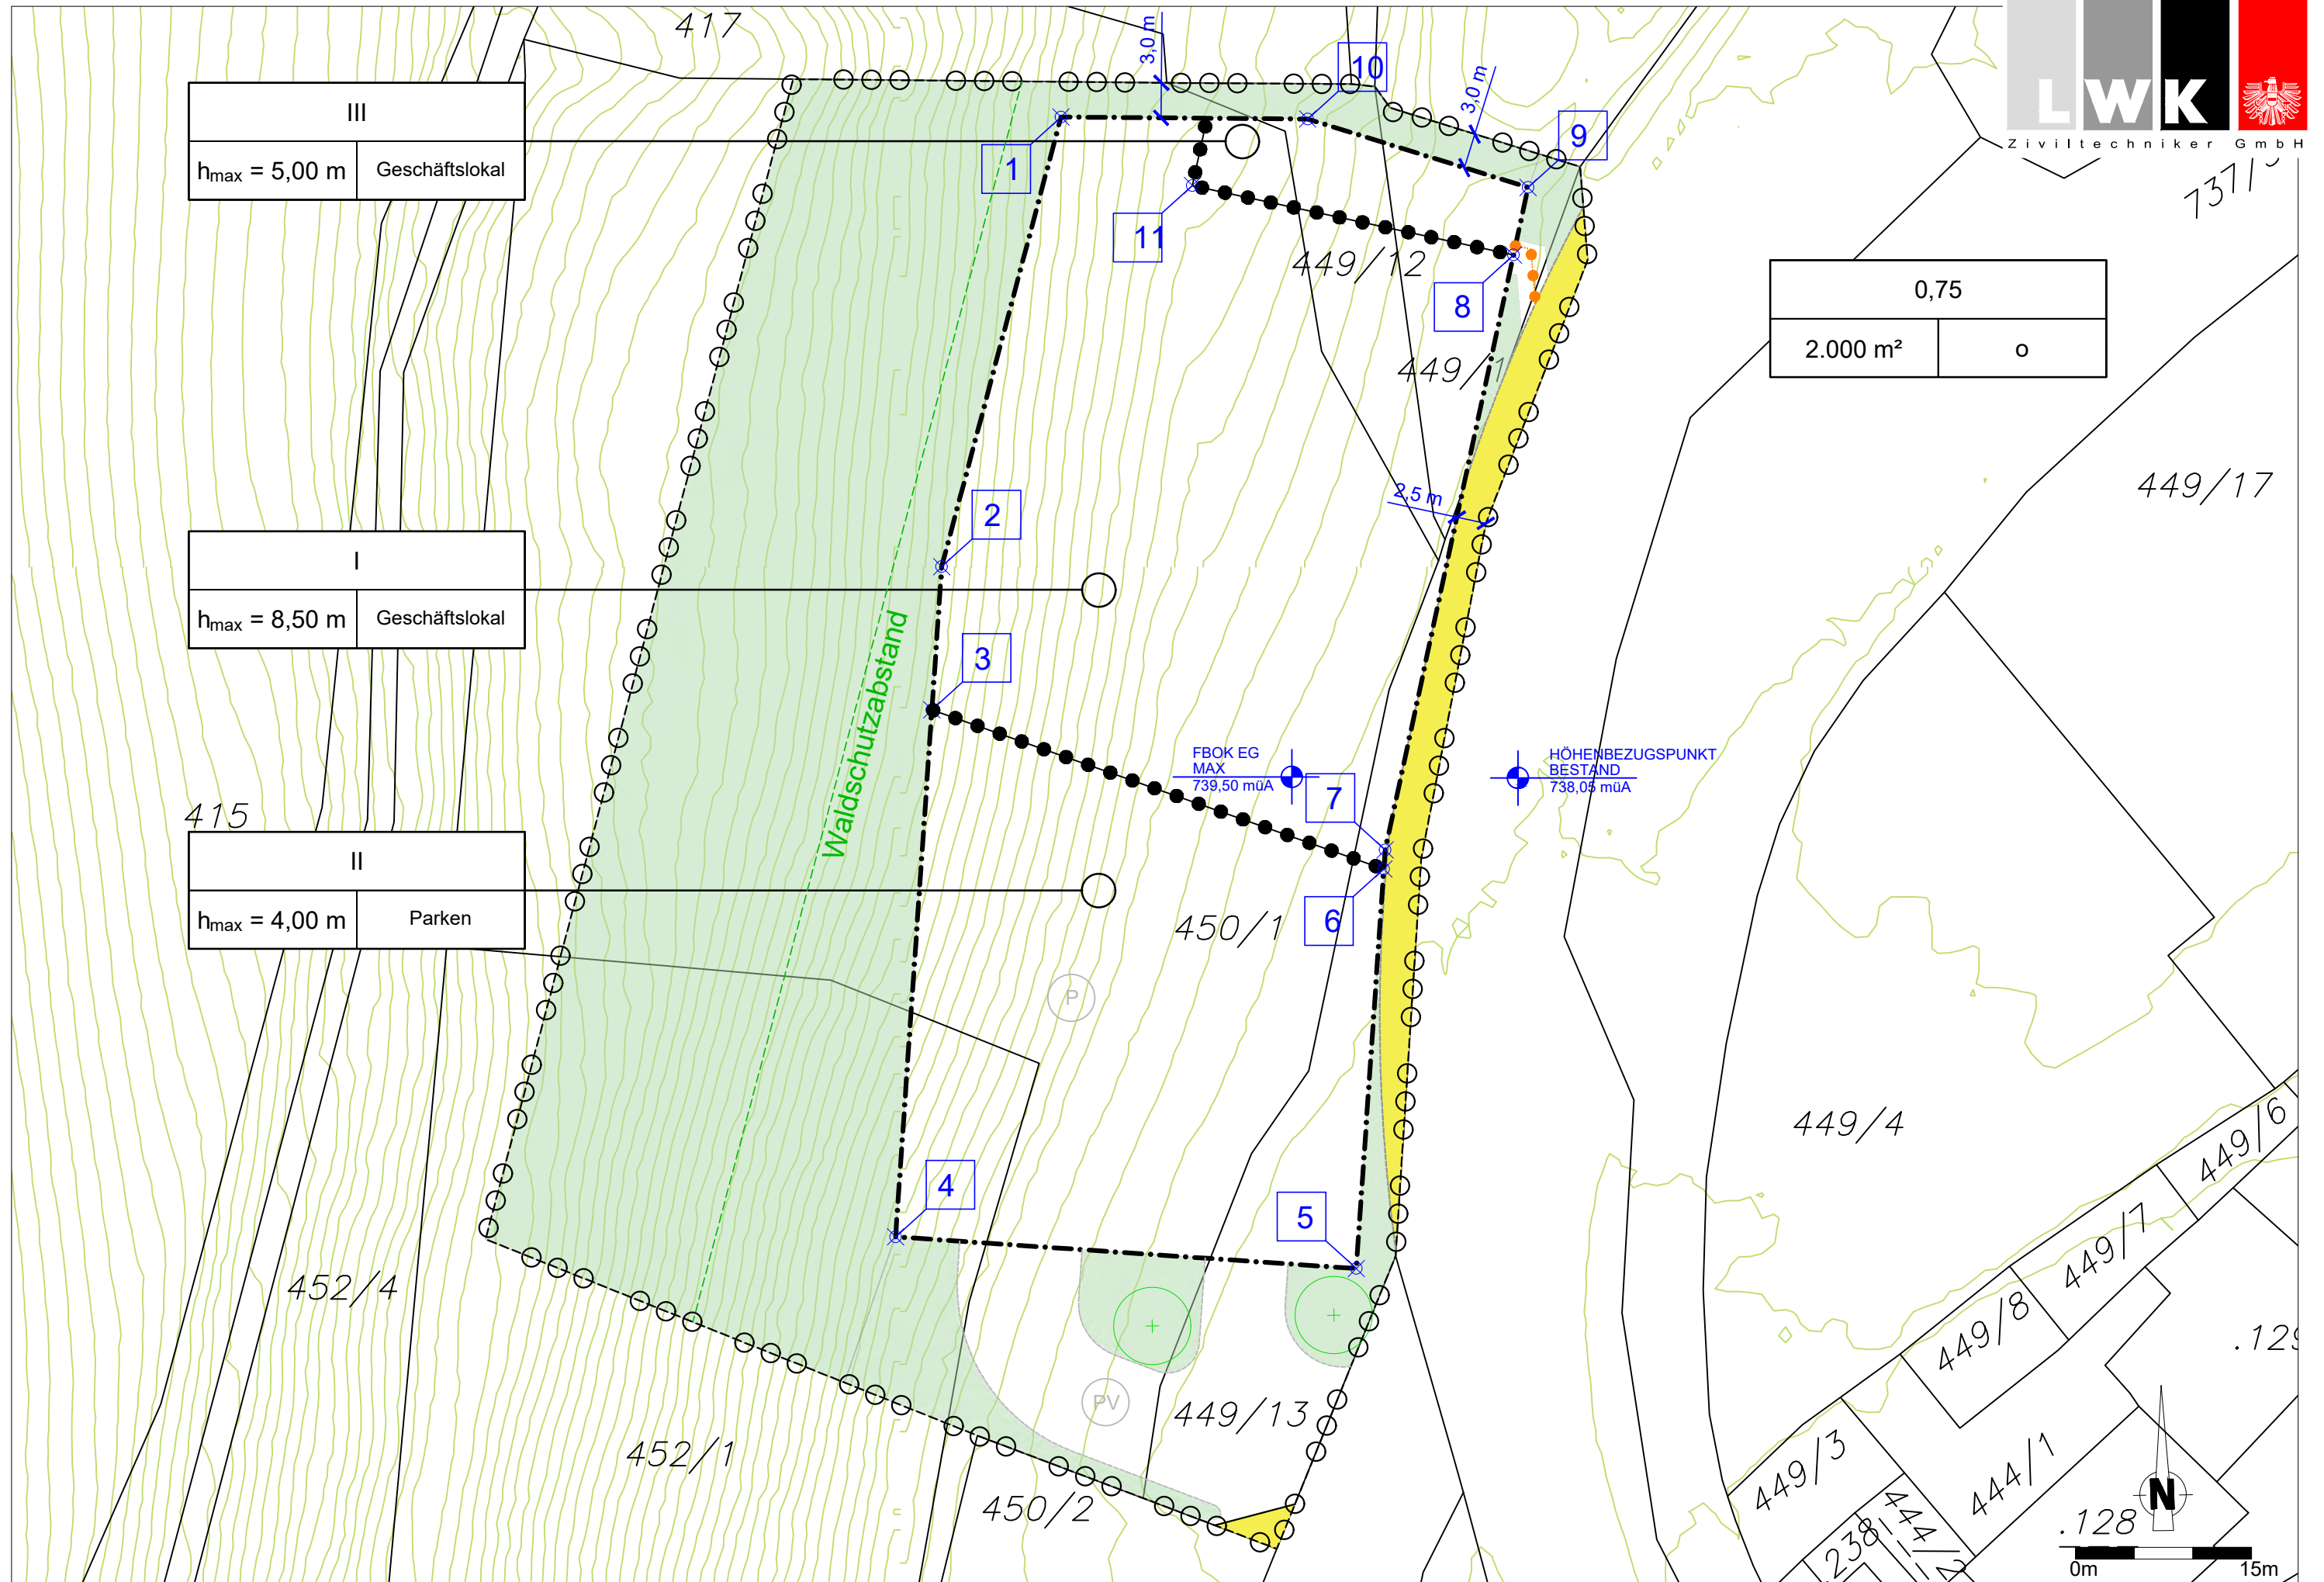 417
3,0 m
10
3,0 m
9
LWK
Ziviltechniker GmbH
III
hmax = 5,00 m
Geschäftslokal
1
11
449/12
8
449/1
0,75
2.000 m²
o
2,5 m
449/17
2
I
hmax = 8,50 m
Geschäftslokal
3
Waldschutzabstand
FBOK EG
MAX
739,50 müA
HÖHENBEZUGSPUNKT
BESTAND
738,05 müA
7
415
II
hmax = 4,00 m
Parken
6
450/1
P
449/4
449/6
4
5
449/7
452/4
449/8
PV
449/13
452/1
450/2
449/3
444/1
444/2
238
.128
N
0m
15m